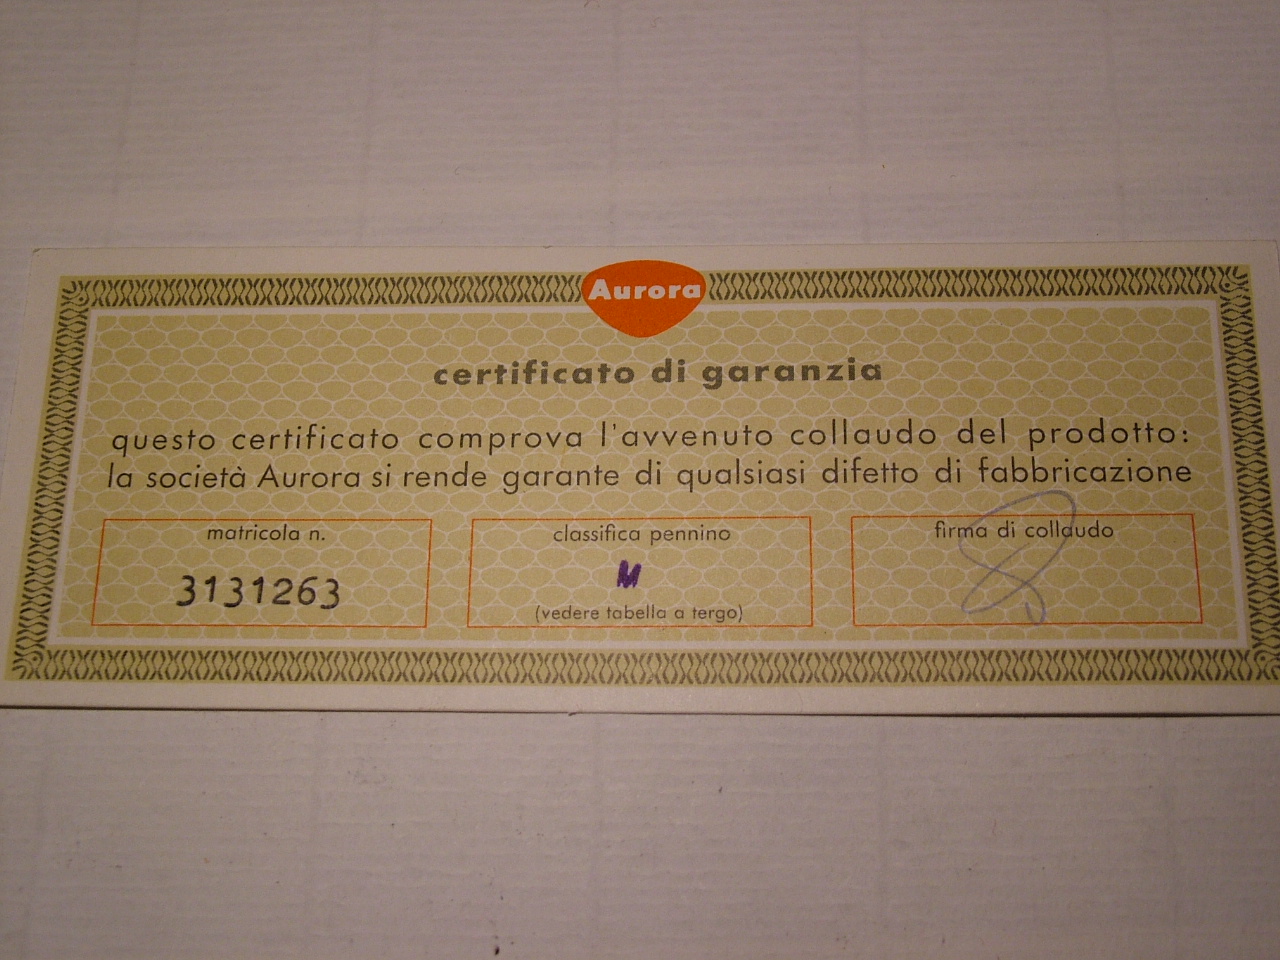 Aurora
certificato di garanzia
questo certificato comprova l'avvenuto collaudo del prodotto:
la società Aurora si rende garante di qualsiasi difetto di fabbricazione
matricola n.
3131263
classifica pennino
M
(vedere tabella a tergo)
firma di collaudo